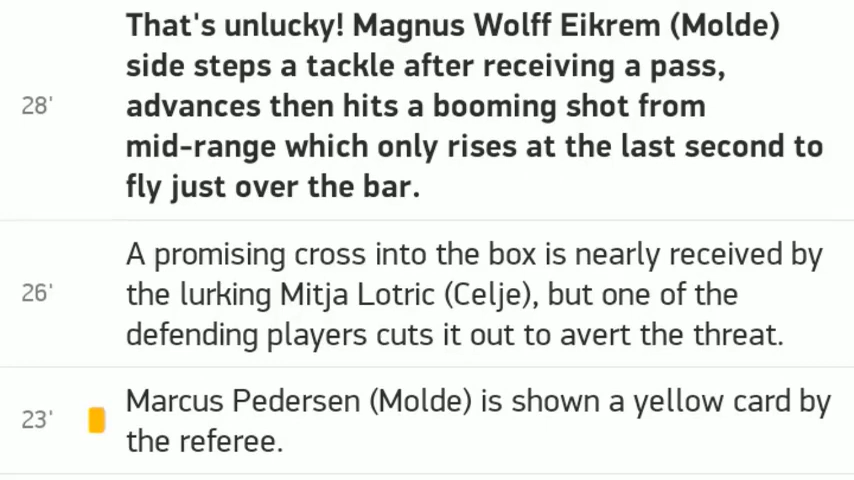 That's unlucky! Magnus Wolff Eikrem (Molde)
side steps a tackle after receiving a pass,
28' advances then hits a booming shot from
mid-range which only rises at the last second to
fly just over the bar.
A promising cross into the box is nearly received by
26' the lurking Mitja Lotric (Celje), but one of the
defending players cuts it out to avert the threat.
23' Marcus Pedersen (Molde) is shown a yellow card by
the referee.